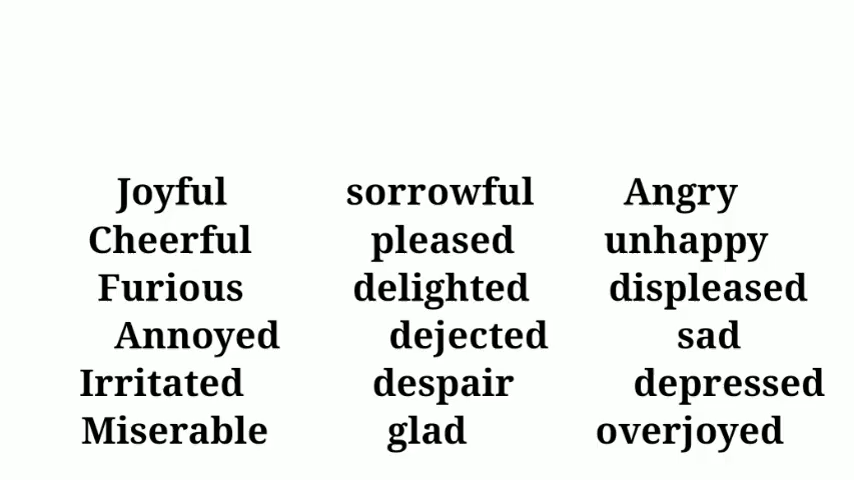 Joyful sorrowful Angry
Cheerful pleased unhappy
Furious delighted displeased
Annoyed dejected sad
Irritated despair depressed
Miserable glad overjoyed